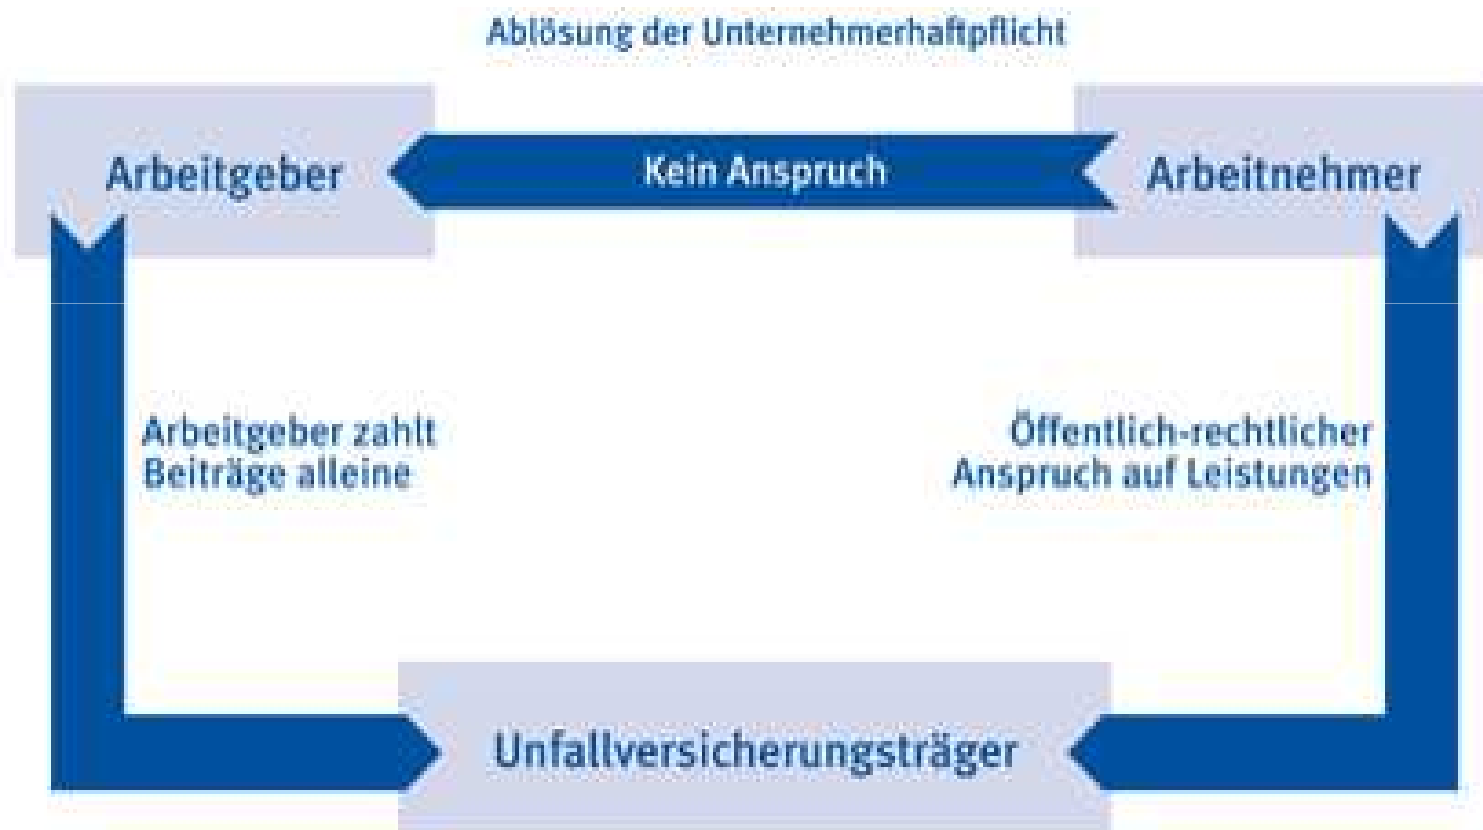 Ablösung der Unternehmerhaftpflicht
Arbeitgeber
Kein Anspruch
Arbeitnehmer
Arbeitgeber zahlt
Beiträge alleine
Öffentlich-rechtlicher
Anspruch auf Leistungen
Unfallversicherungsträger